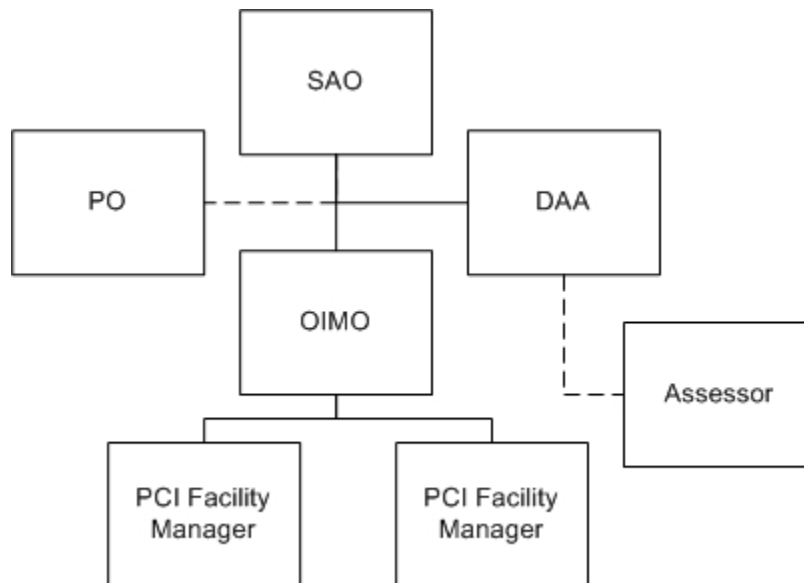 SAO
PO
DAA
OIMO
Assessor
PCI Facility
Manager
PCI Facility
Manager